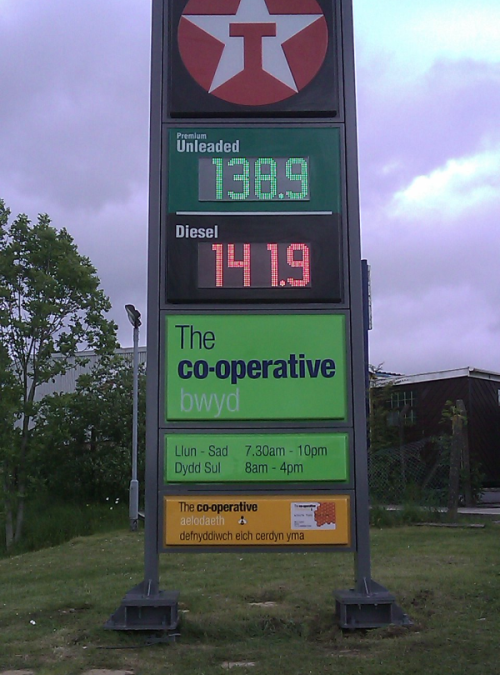 T
Premium
Unleaded
138.9
Diesel
141.9
The
co-operative
bwyd
Llun - Sad 7.30am - 10pm
Dydd Sul 8am - 4pm
The co-operative
aelodaeth
defnyddiwch eich cerdyn yma